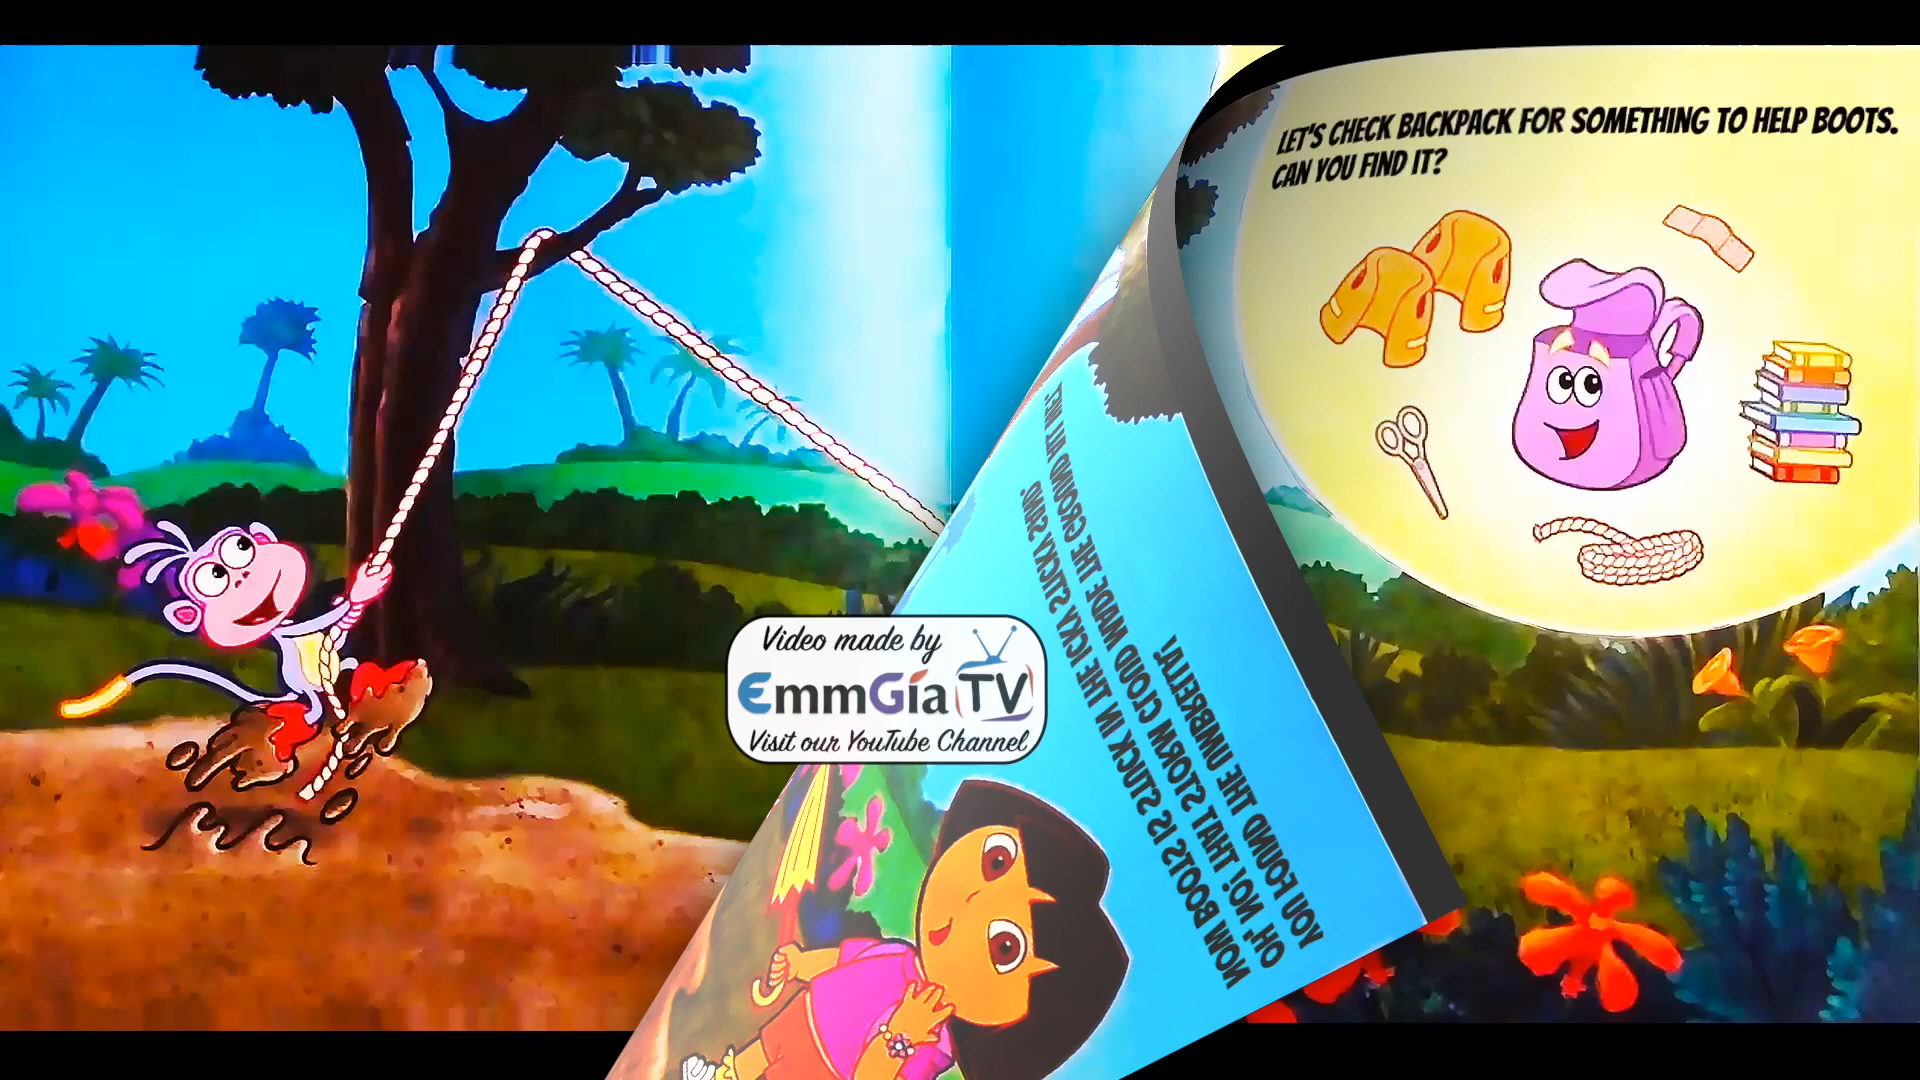 LET'S CHECK BACKPACK FOR SOMETHING TO HELP BOOTS.
CAN YOU FIND IT?
YOU FOUND THE UMBRELLA!
OH, NO! THAT STORM CLOUD MADE THE GROUND ALL WET!
NOW BOOTS IS STUCK IN THE ICKY STICKY SAND!
Video made by
EmmGía TV
Visit our YouTube Channel